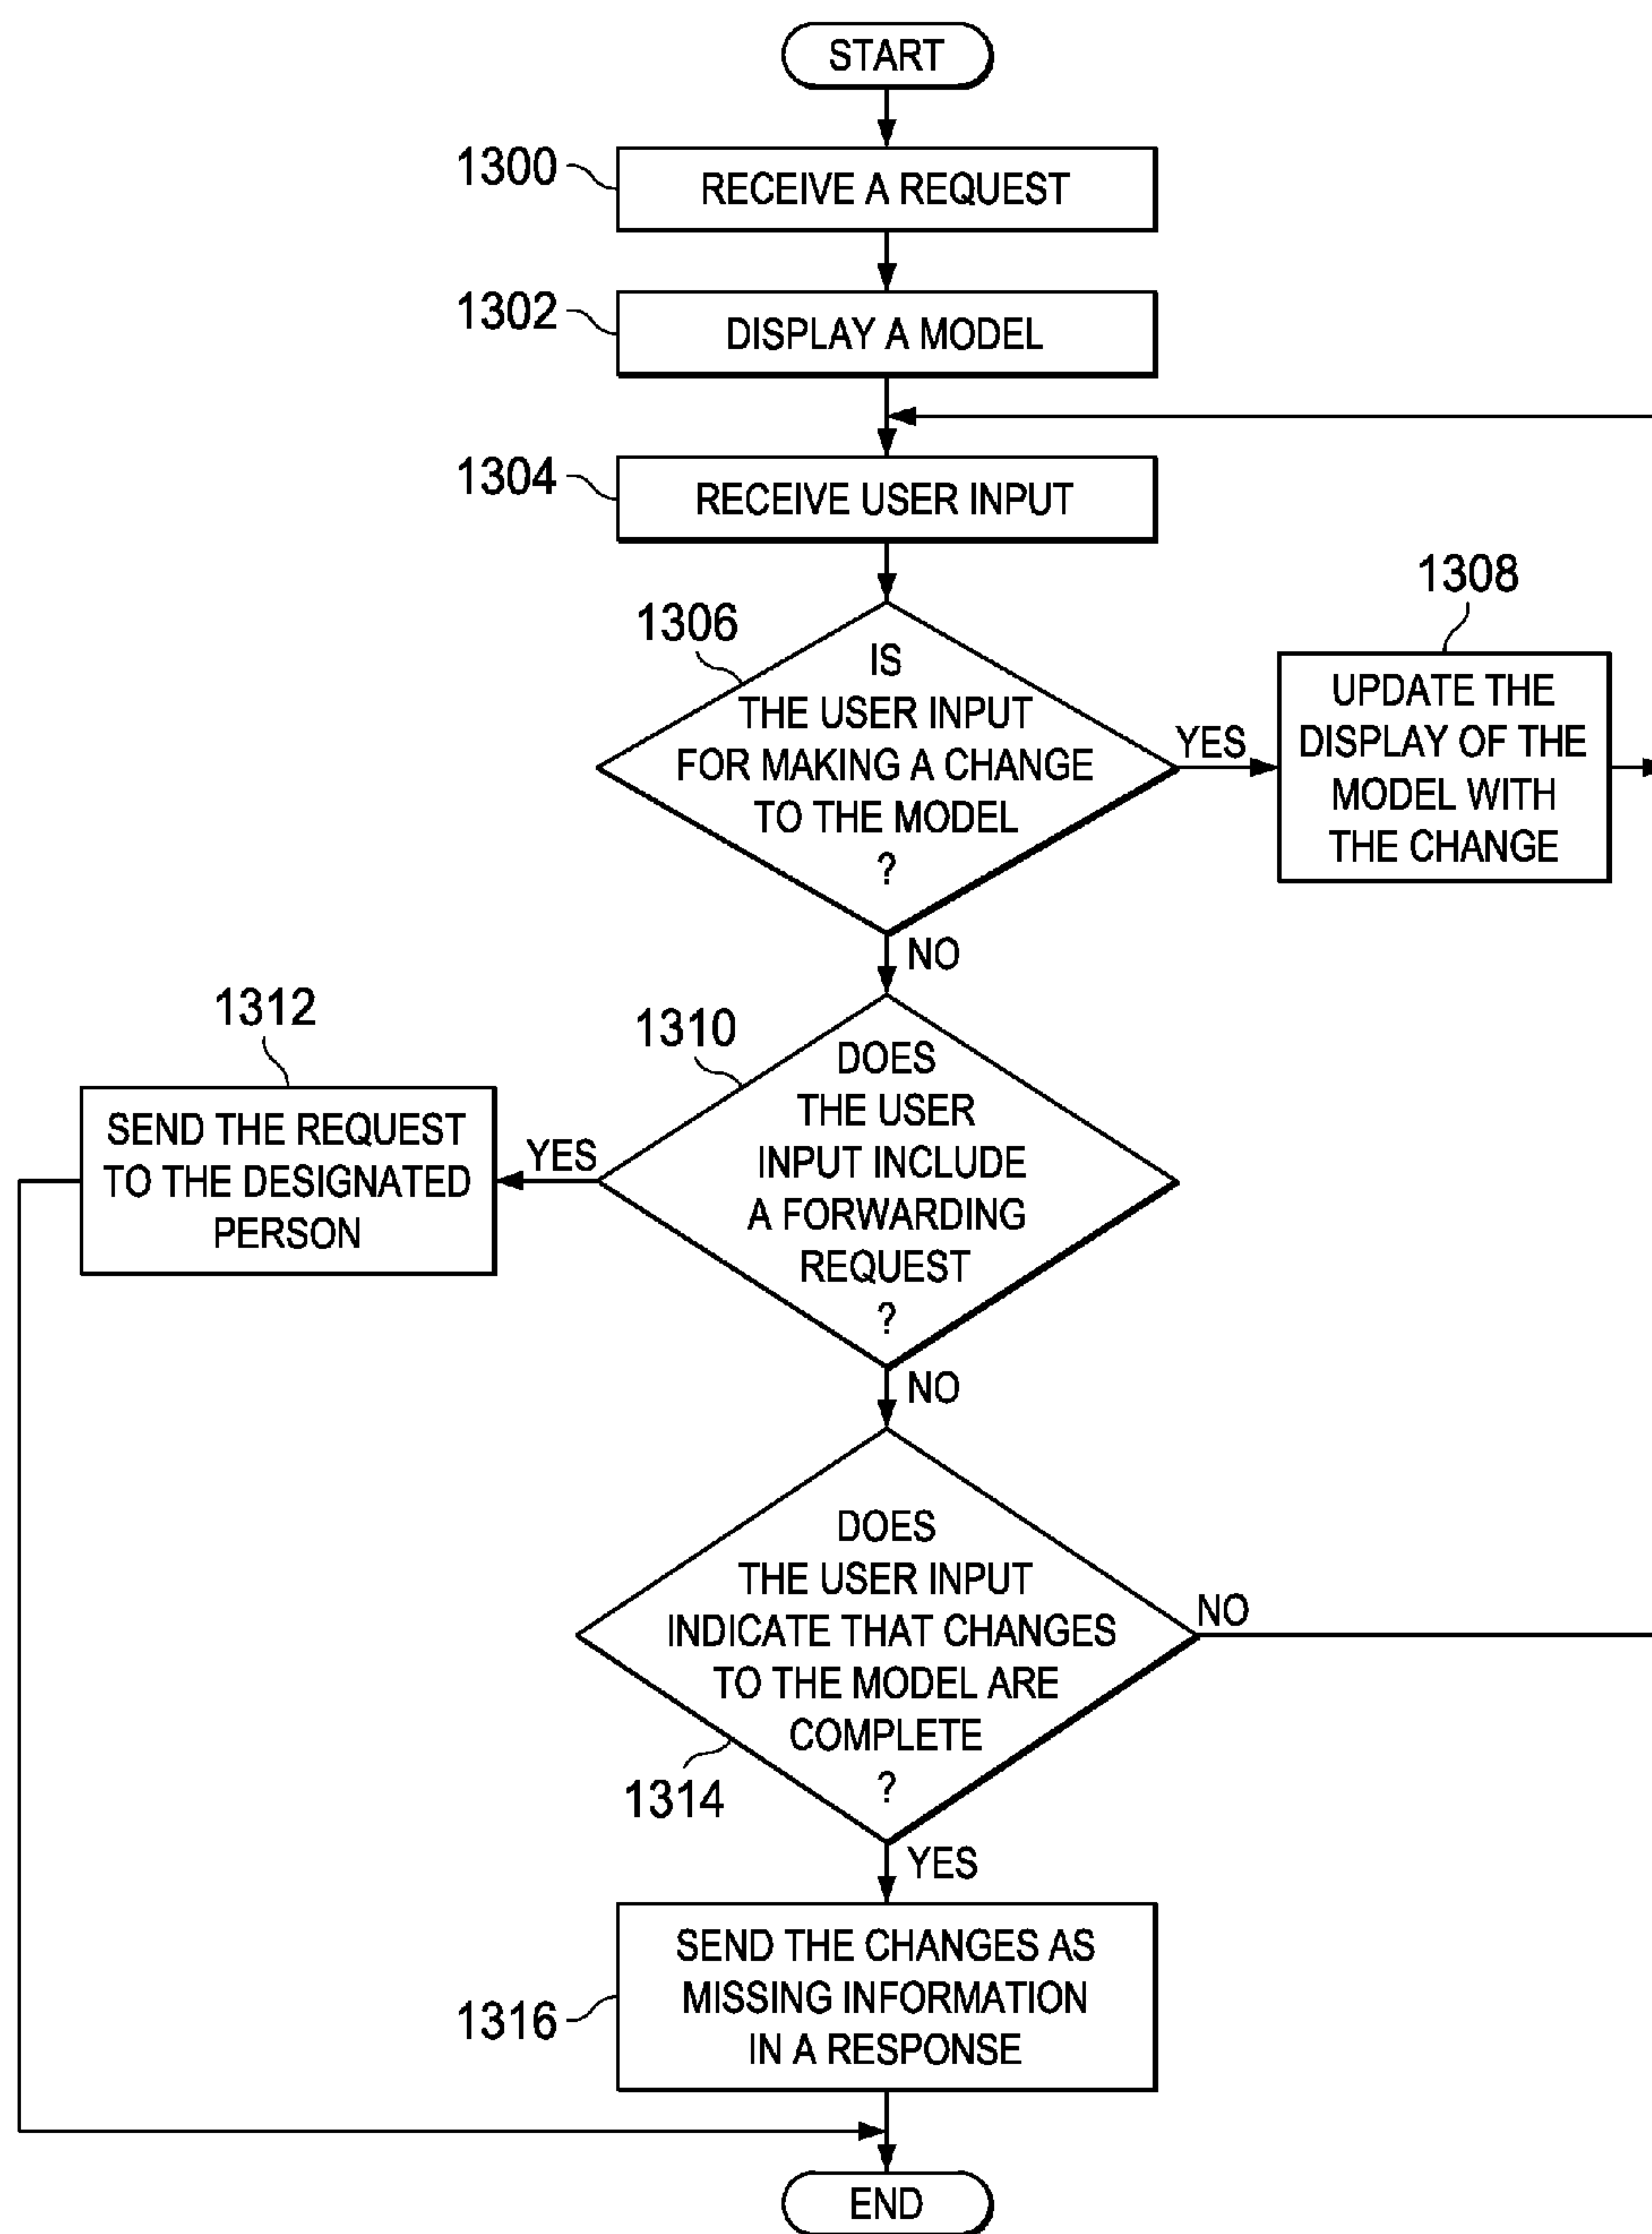 START
1300
RECEIVE A REQUEST
1302
DISPLAY A MODEL
1304
RECEIVE USER INPUT
1306
IS
THE USER INPUT
FOR MAKING A CHANGE
TO THE MODEL
?
YES
1308
UPDATE THE
DISPLAY OF THE
MODEL WITH
THE CHANGE
NO
1310
DOES
THE USER
INPUT INCLUDE
A FORWARDING
REQUEST
?
YES
1312
SEND THE REQUEST
TO THE DESIGNATED
PERSON
NO
DOES
THE USER INPUT
INDICATE THAT CHANGES
TO THE MODEL ARE
COMPLETE
?
NO
1314
YES
SEND THE CHANGES AS
MISSING INFORMATION
IN A RESPONSE
1316
END